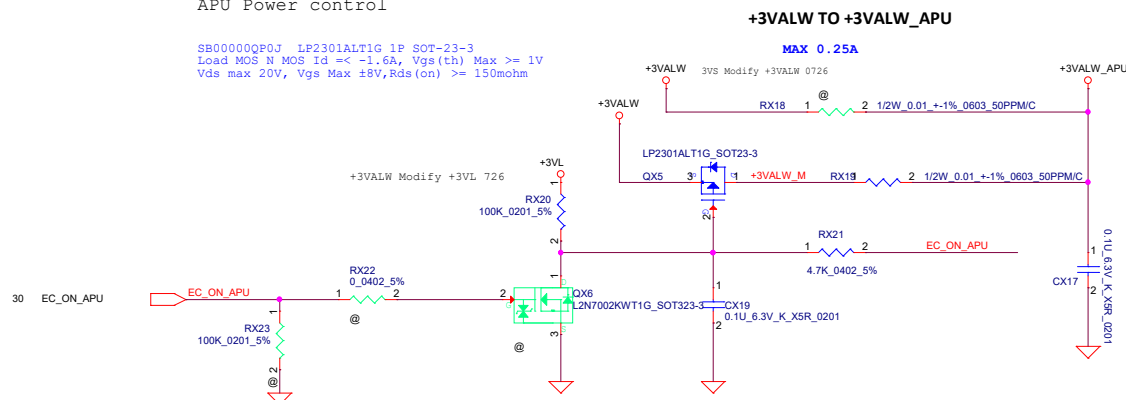 APU Power control
+3VALW TO +3VALW_APU
SB00000QP0J LP2301ALT1G 1P SOT-23-3
Load MOS N MOS Id =< -1.6A, Vgs(th) Max >= 1V
Vds max 20V, Vgs Max ±8V,Rds(on) >= 150mohm
MAX 0.25A
+3VALW
3VS Modify +3VALW 0726
+3VALW_APU
@
+3VALW
RX18
1
2
1/2W_0.01_+-1%_0603_50PPM/C
LP2301ALT1G_SOT23-3
+3VL
+3VALW Modify +3VL 726
QX5
3
1
+3VALW_M
RX19
1
2
1/2W_0.01_+-1%_0603_50PPM/C
1
RX20
100K_0201_5%
2
2
RX21
1
2
EC_ON_APU
4.7K_0402_5%
0.1U_6.3V_K_X5R_0201
1
CX17
2
RX22
0_0402_5%
30 EC_ON_APU
EC_ON_APU
1
2
@
1
2
3
QX6
L2N7002KWT1G_SOT323-3
@
1
CX19
0.1U_6.3V_K_X5R_0201
2
1
RX23
100K_0201_5%
@
2